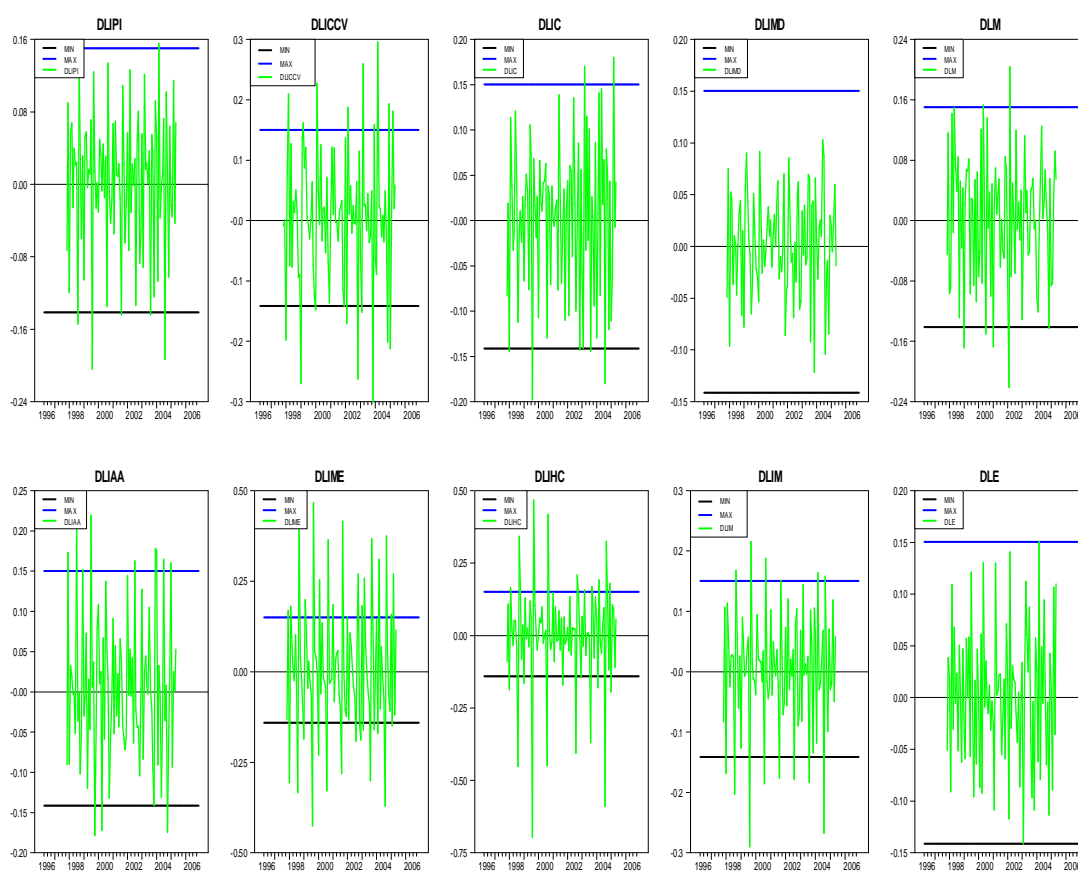 DLIPI
MIN
MAX
DLIPI
0.16
0.08
0.00
-0.08
-0.16
-0.24
1996 1998 2000 2002 2004 2006
DLICCV
MIN
MAX
DLICCV
0.3
0.2
0.1
-0.0
-0.1
-0.2
-0.3
1996 1998 2000 2002 2004 2006
DLIC
MIN
MAX
DLIC
0.20
0.15
0.10
0.05
-0.00
-0.05
-0.10
-0.15
-0.20
1996 1998 2000 2002 2004 2006
DLIMD
MIN
MAX
DLIMD
0.20
0.15
0.10
0.05
0.00
-0.05
-0.10
-0.15
1996 1998 2000 2002 2004 2006
DLM
MIN
MAX
DLM
0.24
0.16
0.08
0.00
-0.08
-0.16
-0.24
1996 1998 2000 2002 2004 2006
DLIAA
MIN
MAX
DLIAA
0.25
0.20
0.15
0.10
0.05
-0.00
-0.05
-0.10
-0.15
-0.20
1996 1998 2000 2002 2004 2006
DLIME
MIN
MAX
DLIME
0.50
0.25
0.00
-0.25
-0.50
1996 1998 2000 2002 2004 2006
DLIHC
MIN
MAX
DLIHC
0.50
0.25
0.00
-0.25
-0.50
-0.75
1996 1998 2000 2002 2004 2006
DLIM
MIN
MAX
DLIM
0.3
0.2
0.1
-0.0
-0.1
-0.2
-0.3
1996 1998 2000 2002 2004 2006
DLE
MIN
MAX
DLE
0.20
0.15
0.10
0.05
0.00
-0.05
-0.10
-0.15
1996 1998 2000 2002 2004 2006